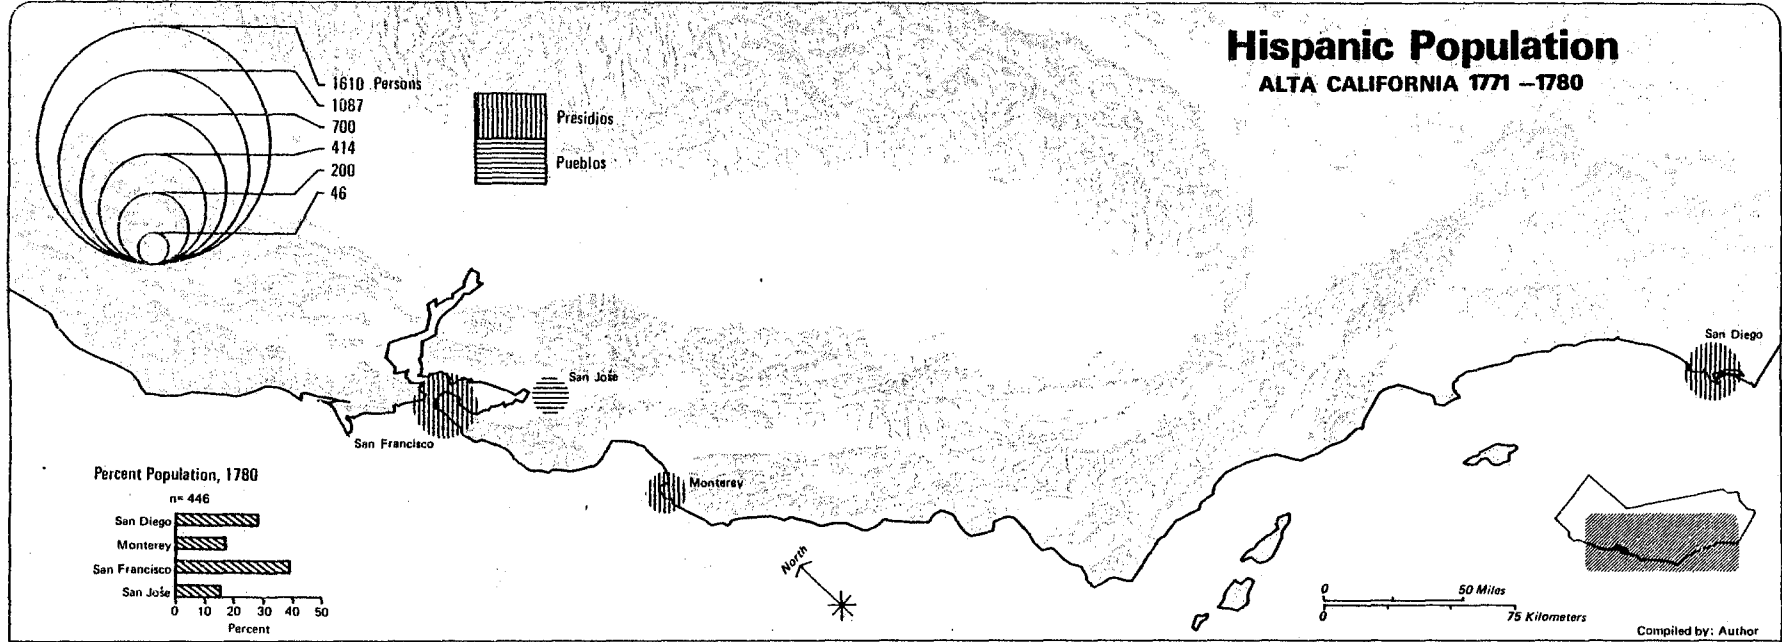 Hispanic Population
ALTA CALIFORNIA 1771 –1780
1610 Persons
1087
700
414
200
46
Presidios
Pueblos
San Diego
San José
San Francisco
Monterey
Percent Population, 1780
n= 446
San Diego
Monterey
San Francisco
San José
0 10 20 30 40 50
Percent
North
0 50 Miles
0 75 Kilometers
Compiled by: Author